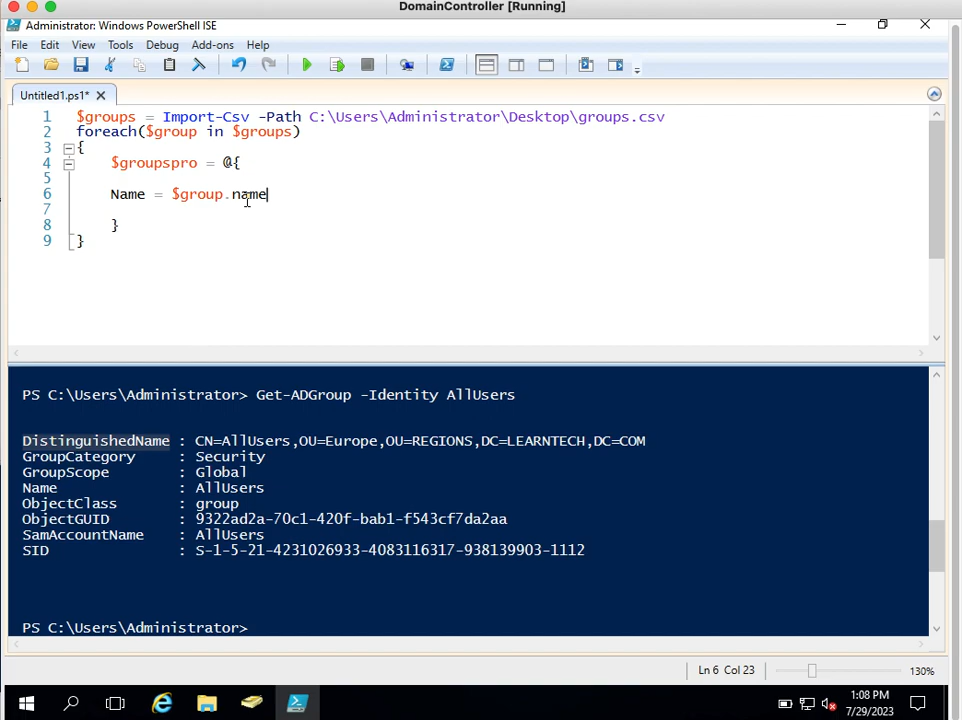 DomainController [Running]
Administrator: Windows PowerShell ISE
File Edit View Tools Debug Add-ons Help
Untitled1.ps1*
1 $groups = Import-Csv -Path C:\Users\Administrator\Desktop\groups.csv
2 foreach($group in $groups)
3 {
4 $groupspro = @{
5
6 Name = $group.name
7
8 }
9 }
PS C:\Users\Administrator> Get-ADGroup -Identity AllUsers
DistinguishedName : CN=AllUsers,OU=Europe,OU=REGIONS,DC=LEARNTECH,DC=COM
GroupCategory : Security
GroupScope : Global
Name : AllUsers
ObjectClass : group
ObjectGUID : 9322ad2a-70c1-420f-bab1-f543cf7da2aa
SamAccountName : AllUsers
SID : S-1-5-21-4231026933-4083116317-938139903-1112
PS C:\Users\Administrator>
Ln 6 Col 23 130%
1:08 PM
7/29/2023